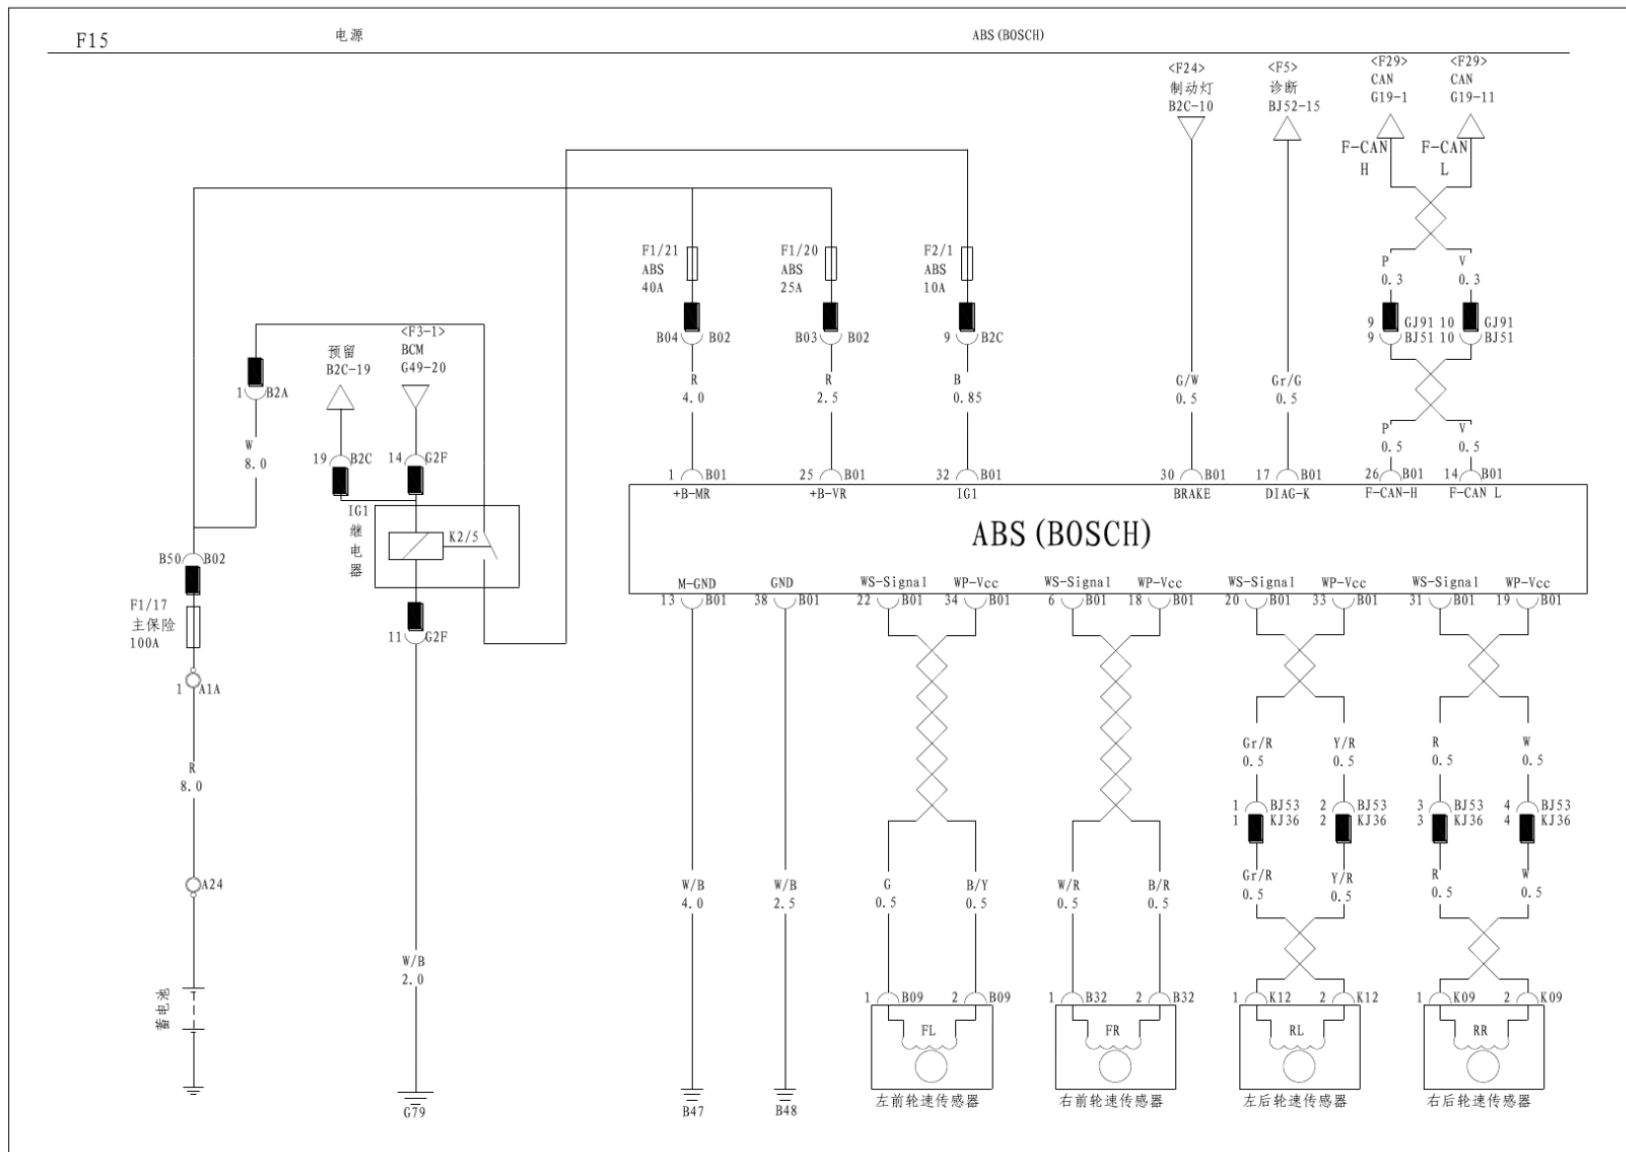 F15
电源
ABS(BOSCH)
<F24>
制动灯
B2C-10
<F5>
诊断
BJ52-15
<F29>
CAN
G19-1
<F29>
CAN
G19-11
F-CAN
H
F-CAN
L
F1/21
ABS
40A
F1/20
ABS
25A
F2/1
ABS
10A
P
0.3
V
0.3
9 GJ91
9 BJ51
10 GJ91
10 BJ51
B04 B02
B03 B02
9 B2C
预留
B2C-19
<F3-1>
BCM
G49-20
1 B2A
R
4.0
R
2.5
B
0.85
G/W
0.5
Gr/G
0.5
P
0.5
V
0.5
W
8.0
19 B2C
14 G2F
1 B01
25 B01
32 B01
30 B01
17 B01
26 B01
14 B01
+B-MR
+B-VR
IG1
BRAKE
DIAG-K
F-CAN-H
F-CAN L
IG1
继
电
器
K2/5
ABS(BOSCH)
B50 B02
M-GND
GND
WS-Signal
WP-Vcc
WS-Signal
WP-Vcc
WS-Signal
WP-Vcc
WS-Signal
WP-Vcc
13 B01
38 B01
22 B01
34 B01
6 B01
18 B01
20 B01
33 B01
31 B01
19 B01
F1/17
主保险
100A
11 G2F
1 A1A
R
8.0
Gr/R
0.5
Y/R
0.5
R
0.5
W
0.5
1 BJ53
1 KJ36
2 BJ53
2 KJ36
3 BJ53
3 KJ36
4 BJ53
4 KJ36
A24
W/B
4.0
W/B
2.5
G
0.5
B/Y
0.5
W/R
0.5
B/R
0.5
Gr/R
0.5
Y/R
0.5
R
0.5
W
0.5
W/B
2.0
蓄电池
1 B09
2 B09
1 B32
2 B32
1 K12
2 K12
1 K09
2 K09
FL
FR
RL
RR
G79
B47
B48
左前轮速传感器
右前轮速传感器
左后轮速传感器
右后轮速传感器